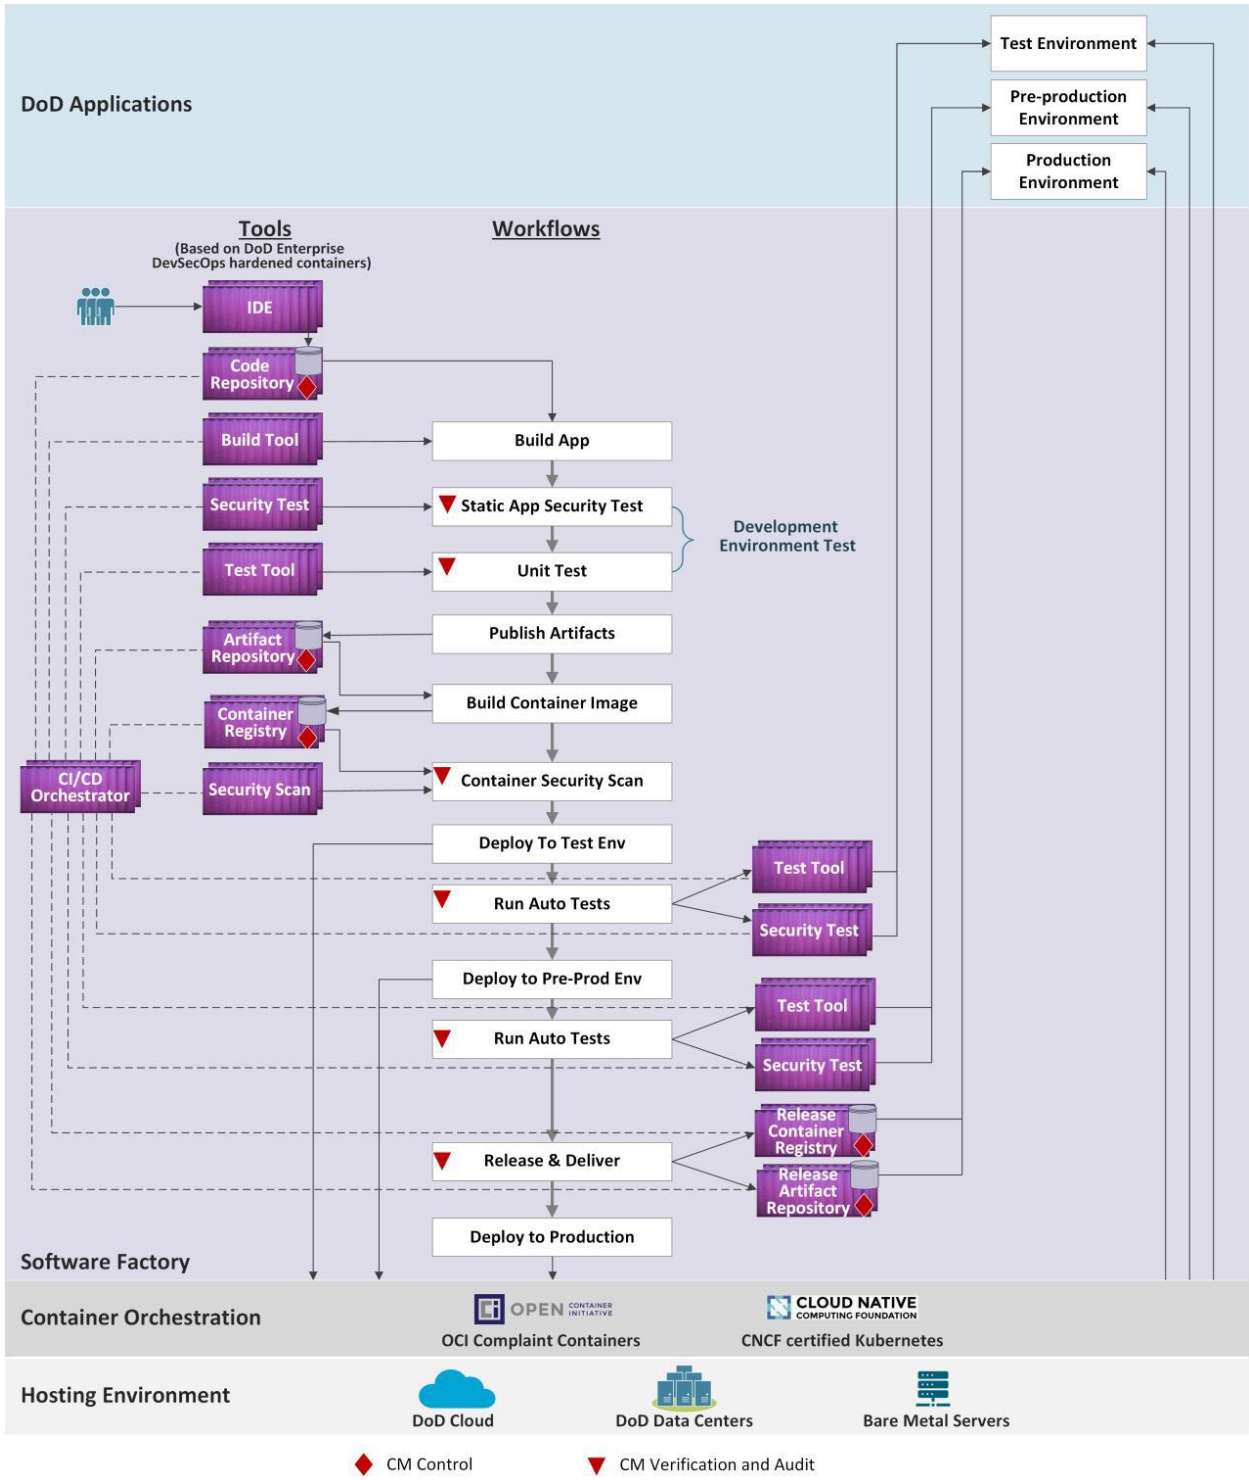 DoD Applications
Test Environment
Pre-production
Environment
Production
Environment
Tools
(Based on DoD Enterprise
DevSecOps hardened containers)
Workflows
IDE
Code
Repository
Build Tool
Build App
Security Test
Static App Security Test
Development
Environment Test
Test Tool
Unit Test
Artifact
Repository
Publish Artifacts
Container
Registry
Build Container Image
CI/CD
Orchestrator
Security Scan
Container Security Scan
Deploy To Test Env
Test Tool
Run Auto Tests
Security Test
Deploy to Pre-Prod Env
Test Tool
Run Auto Tests
Security Test
Release
Container
Registry
Release & Deliver
Release
Artifact
Repository
Deploy to Production
Software Factory
Container Orchestration
Ci OPEN CONTAINER
INITIATIVE
OCI Complaint Containers
CLOUD NATIVE
COMPUTING FOUNDATION
CNCF certified Kubernetes
Hosting Environment
DoD Cloud
DoD Data Centers
Bare Metal Servers
CM Control
CM Verification and Audit